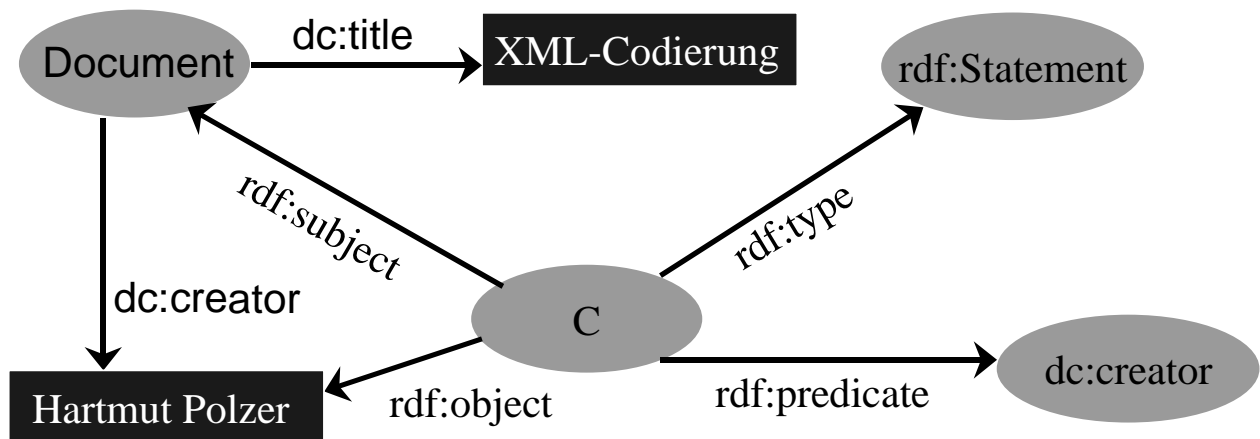 Document
dc:title
XML-Codierung
rdf:Statement
rdf:subject
rdf:type
dc:creator
C
Hartmut Polzer
rdf:object
rdf:predicate
dc:creator